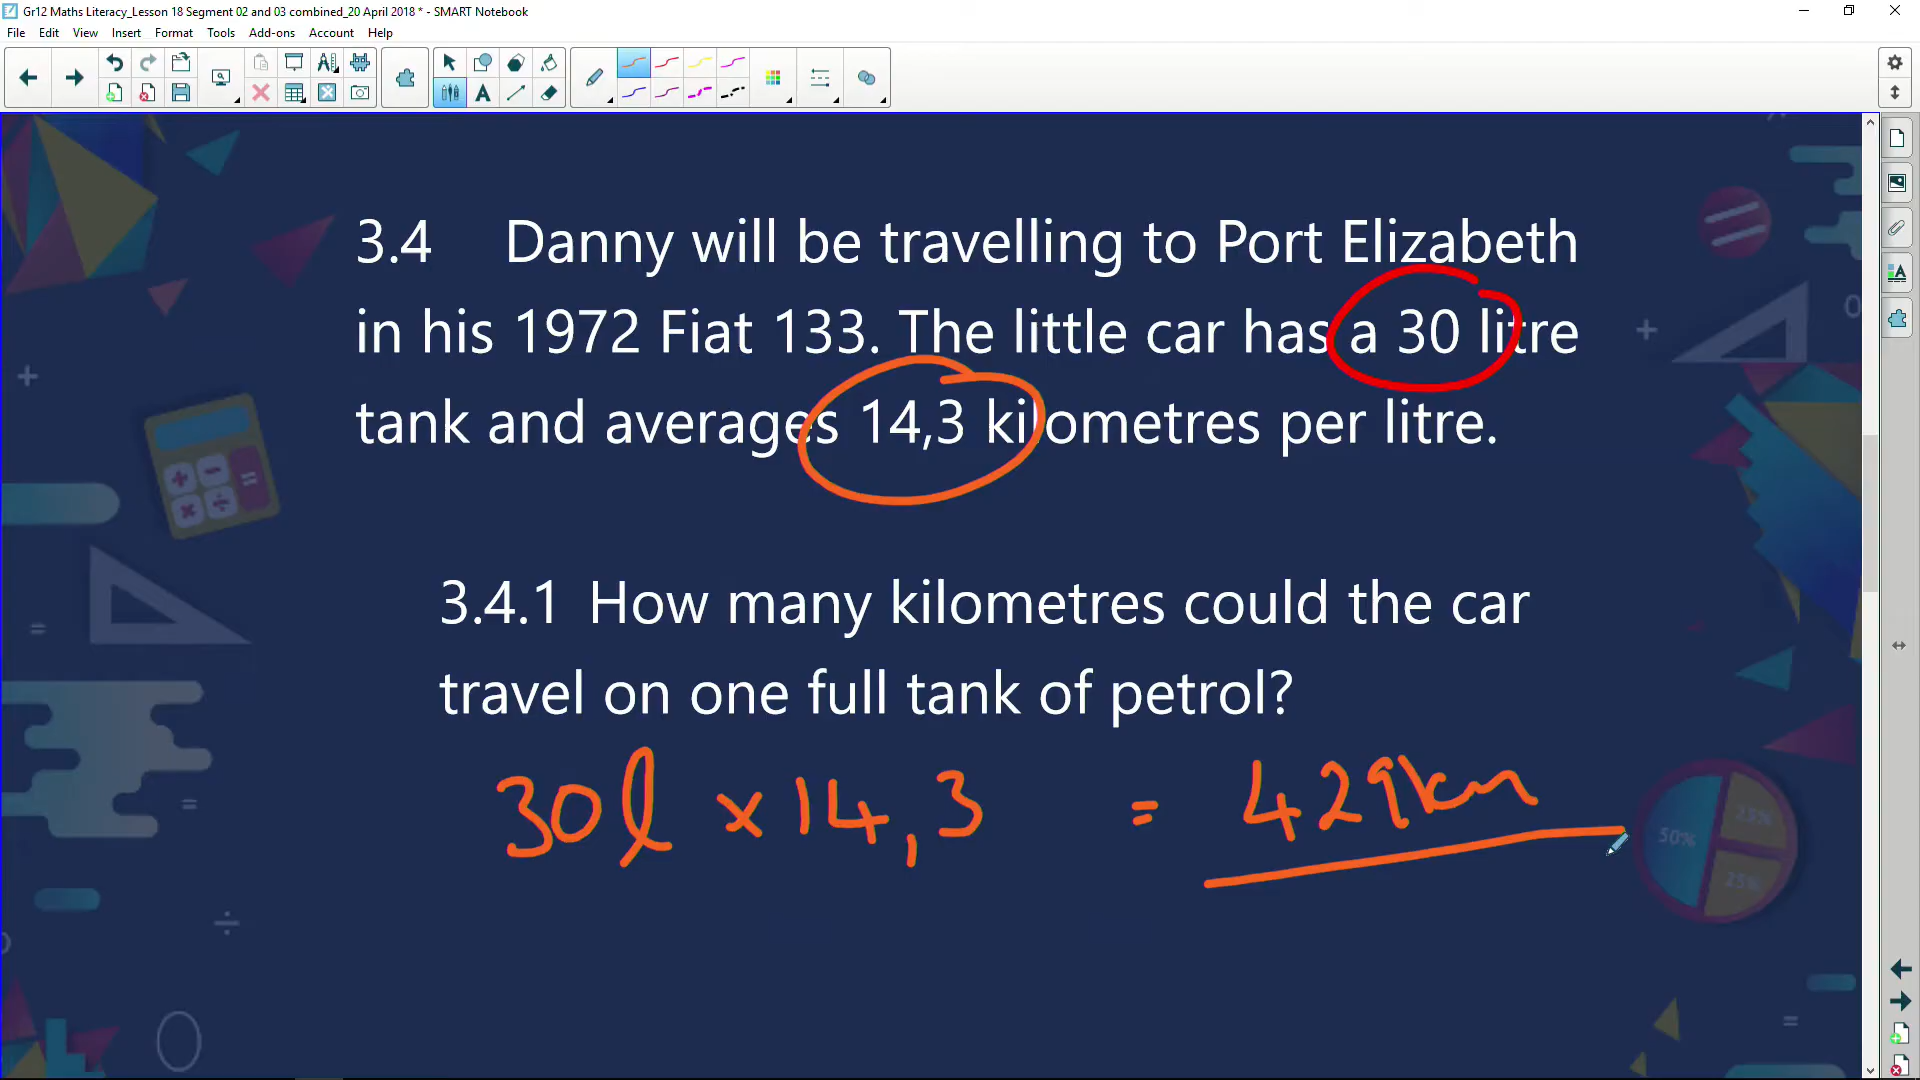 Gr12 Maths Literacy_Lesson 18 Segment 02 and 03 combined_20 April 2018 * - SMART Notebook
File Edit View Insert Format Tools Add-ons Account Help
3.4 Danny will be travelling to Port Elizabeth
in his 1972 Fiat 133. The little car has a 30 litre
tank and averages 14,3 kilometres per litre.
3.4.1 How many kilometres could the car
travel on one full tank of petrol?
30l × 14,3 = 429km
50%
25%
25%